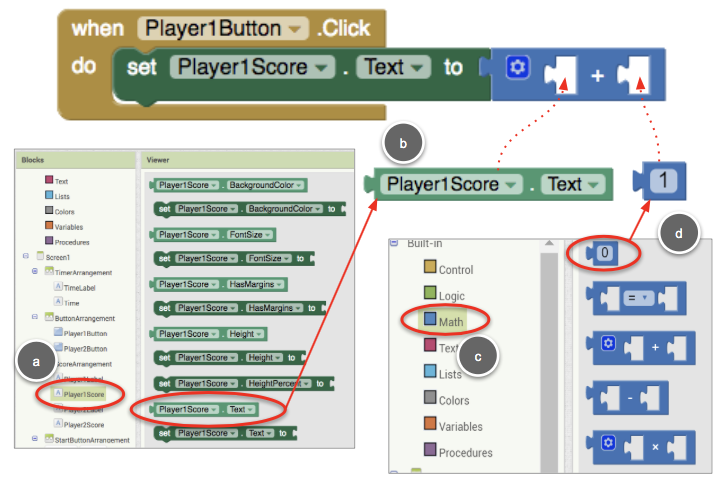 when Player1Button .Click
do set Player1Score . Text to +
b
Player1Score . Text
1
d
Blocks
Text
Lists
Colors
Variables
Procedures
Screen1
TimerArrangement
TimeLabel
Time
ButtonArrangement
Player1Button
Player2Button
a
coreArrangement
Player1Score
Player2Score
StartButtonArrangement
Viewer
Player1Score . BackgroundColor
set Player1Score . BackgroundColor to
Player1Score . FontSize
set Player1Score . FontSize to
Player1Score . HasMargins
set Player1Score . HasMargins to
Player1Score . Height
set Player1Score . Height to
set Player1Score . HeightPercent to
Player1Score . Text
set Player1Score . Text to
Built-in
Control
Logic
Math
Text
c
Lists
Colors
Variables
Procedures
0
=
+
-
×